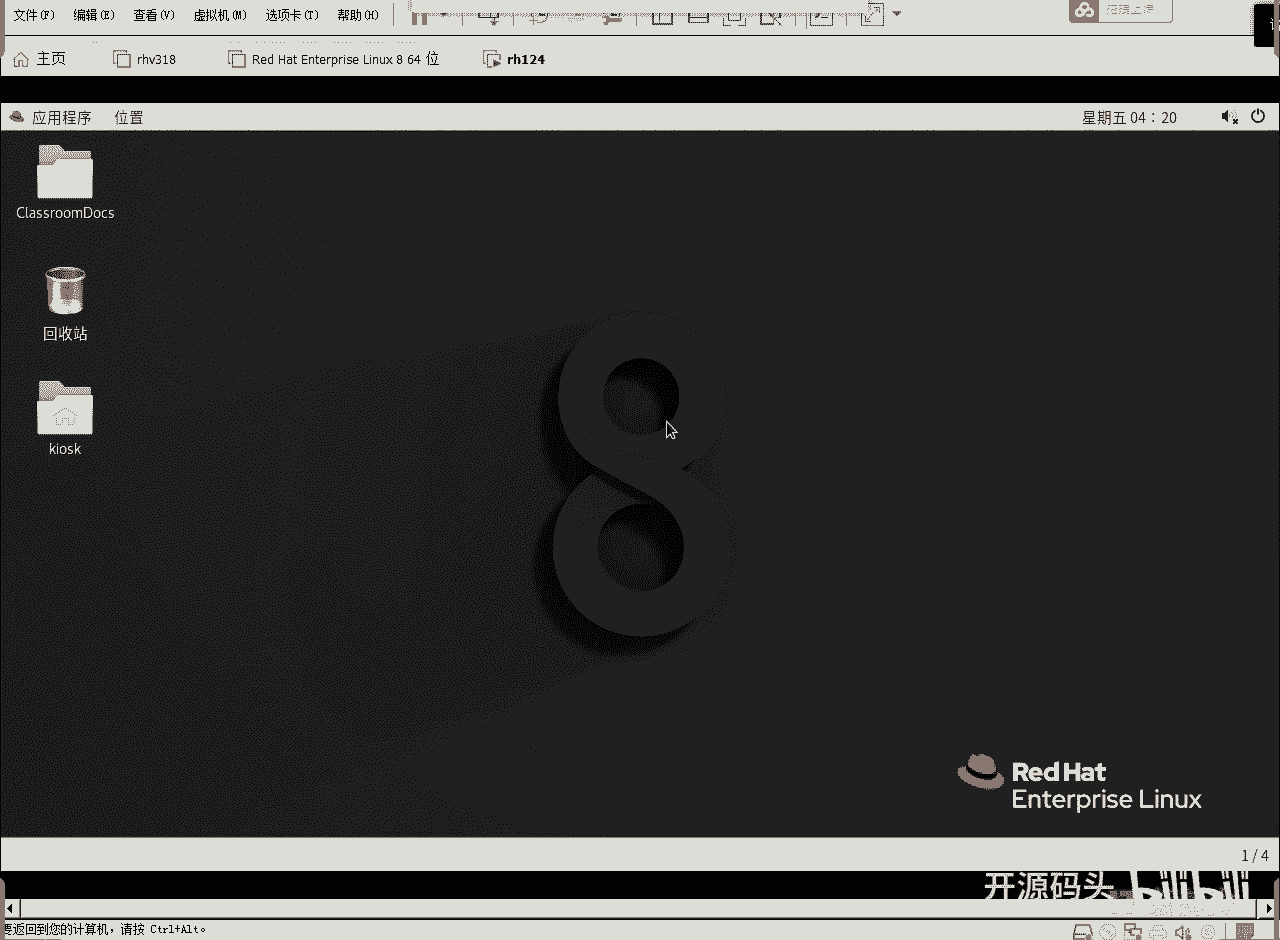 文件(F) 编辑(E) 查看(V) 虚拟机(M) 选项卡(T) 帮助(H)
主页 rhv318 Red Hat Enterprise Linux 8 64 位 rh124
应用程序 位置 星期五 04：20
ClassroomDocs
回收站
kiosk
8
Red Hat
Enterprise Linux
1 / 4
开源码头 bilibili
要返回到您的计算机，请按 Ctrl+Alt。